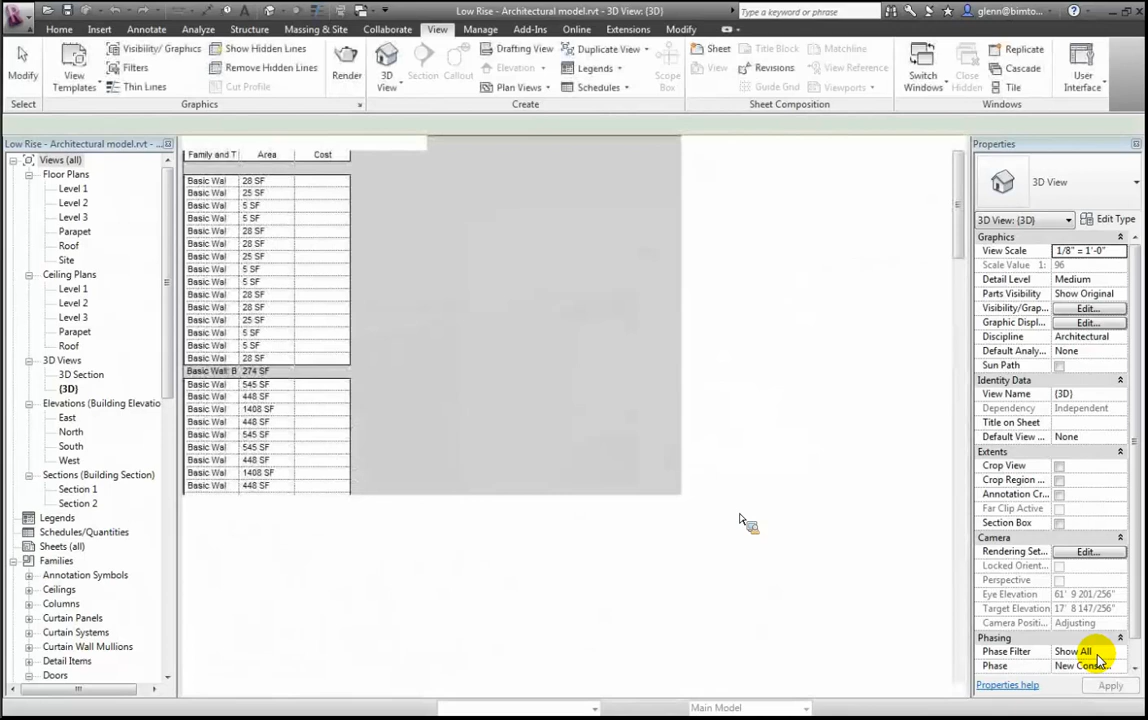 Low Rise - Architectural model.rvt - 3D View: {3D}
Type a keyword or phrase
glenn@bimto...
Home Insert Annotate Analyze Structure Massing & Site Collaborate View Manage Add-Ins Online Extensions Modify
Modify
View Templates
Visibility/ Graphics
Filters
Thin Lines
Show Hidden Lines
Remove Hidden Lines
Cut Profile
Render
3D View
Section
Callout
Drafting View
Elevation
Plan Views
Duplicate View
Legends
Schedules
Scope Box
Sheet
View
Title Block
Revisions
Guide Grid
Matchline
View Reference
Viewports
Switch Windows
Close Hidden
Replicate
Cascade
Tile
User Interface
Select Graphics Create Sheet Composition Windows
Low Rise - Architectural model.rvt - ...
Views (all)
Floor Plans
Level 1
Level 2
Level 3
Parapet
Roof
Site
Ceiling Plans
Level 1
Level 2
Level 3
Parapet
Roof
3D Views
3D Section
{3D}
Elevations (Building Elevatio
East
North
South
West
Sections (Building Section)
Section 1
Section 2
Legends
Schedules/Quantities
Sheets (all)
Families
Annotation Symbols
Ceilings
Columns
Curtain Panels
Curtain Systems
Curtain Wall Mullions
Detail Items
Doors
Family and T Area Cost
Basic Wal 28 SF
Basic Wal 25 SF
Basic Wal 5 SF
Basic Wal 5 SF
Basic Wal 28 SF
Basic Wal 28 SF
Basic Wal 25 SF
Basic Wal 5 SF
Basic Wal 5 SF
Basic Wal 28 SF
Basic Wal 28 SF
Basic Wal 25 SF
Basic Wal 5 SF
Basic Wal 5 SF
Basic Wal 28 SF
Basic Wall: B 274 SF
Basic Wal 545 SF
Basic Wal 448 SF
Basic Wal 1408 SF
Basic Wal 448 SF
Basic Wal 545 SF
Basic Wal 545 SF
Basic Wal 448 SF
Basic Wal 1408 SF
Basic Wal 448 SF
Properties
3D View
3D View: {3D} Edit Type
Graphics
View Scale 1/8" = 1'-0"
Scale Value 1: 96
Detail Level Medium
Parts Visibility Show Original
Visibility/Grap... Edit...
Graphic Displ... Edit...
Discipline Architectural
Default Analy... None
Sun Path
Identity Data
View Name {3D}
Dependency Independent
Title on Sheet
Default View ... None
Extents
Crop View
Crop Region ...
Annotation Cr...
Far Clip Active
Section Box
Camera
Rendering Set... Edit...
Locked Orient...
Perspective
Eye Elevation 61' 9 201/256"
Target Elevation 17' 8 147/256"
Camera Positi... Adjusting
Phasing
Phase Filter Show All
Phase
Properties help Apply
Main Model